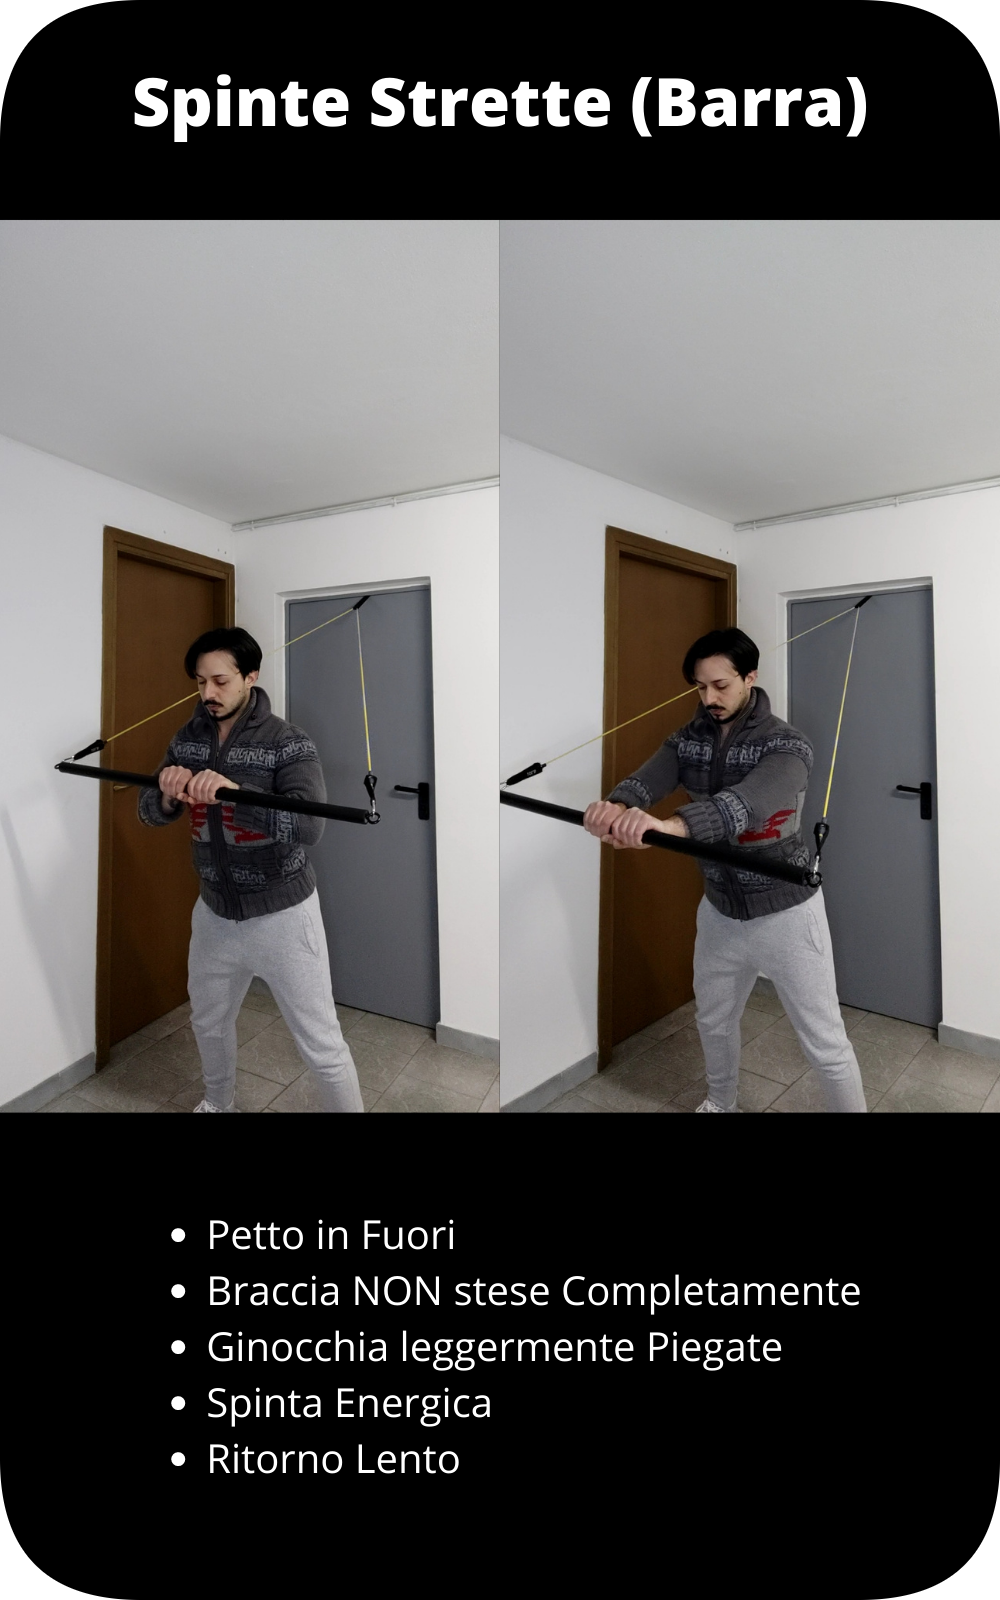 Spinte Strette (Barra)
Petto in Fuori
Braccia NON stese Completamente
Ginocchia leggermente Piegate
Spinta Energica
Ritorno Lento